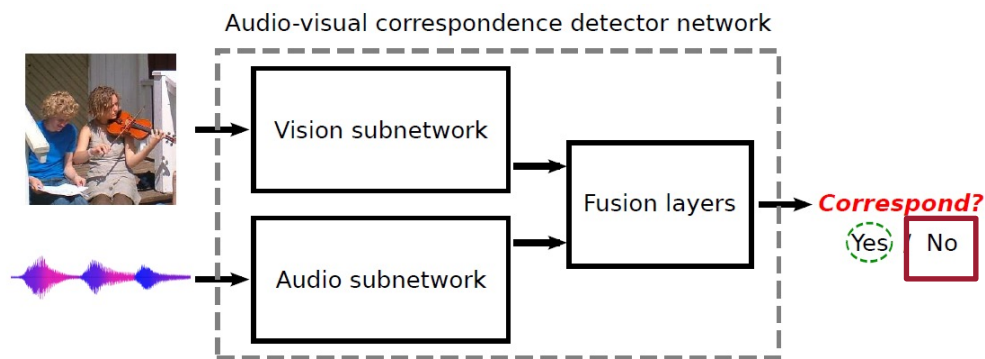 Audio-visual correspondence detector network
Vision subnetwork
Fusion layers
Audio subnetwork
Correspond?
Yes / No